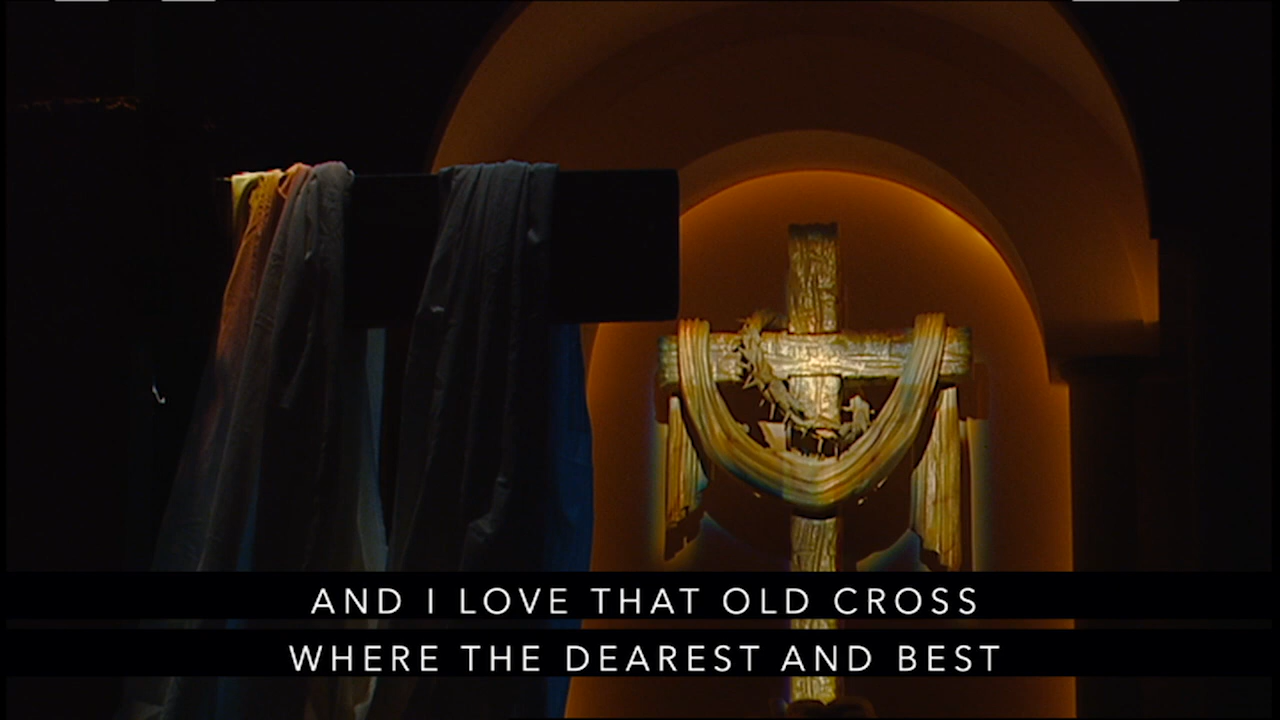 AND I LOVE THAT OLD CROSS
WHERE THE DEAREST AND BEST